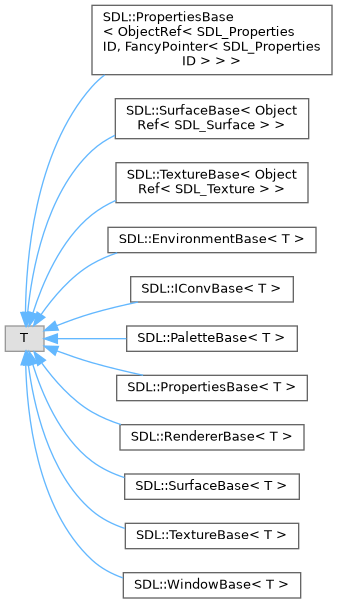 SDL::PropertiesBase
< ObjectRef< SDL_Properties
ID, FancyPointer< SDL_Properties
ID > > >
SDL::SurfaceBase< Object
Ref< SDL_Surface > >
SDL::TextureBase< Object
Ref< SDL_Texture > >
SDL::EnvironmentBase< T >
SDL::IConvBase< T >
T
SDL::PaletteBase< T >
SDL::PropertiesBase< T >
SDL::RendererBase< T >
SDL::SurfaceBase< T >
SDL::TextureBase< T >
SDL::WindowBase< T >